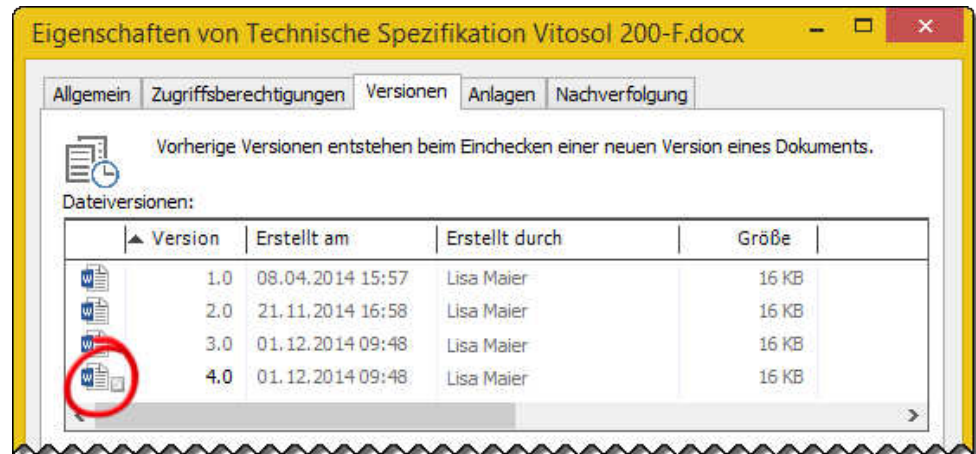 Eigenschaften von Technische Spezifikation Vitosol 200-F.docx
Allgemein Zugriffsberechtigungen Versionen Anlagen Nachverfolgung
Vorherige Versionen entstehen beim Einchecken einer neuen Version eines Dokuments.
Dateiversionen:
Version Erstellt am Erstellt durch Größe
1.0 08.04.2014 15:57 Lisa Maier 16 KB
2.0 21.11.2014 16:58 Lisa Maier 16 KB
3.0 01.12.2014 09:48 Lisa Maier 16 KB
4.0 01.12.2014 09:48 Lisa Maier 16 KB